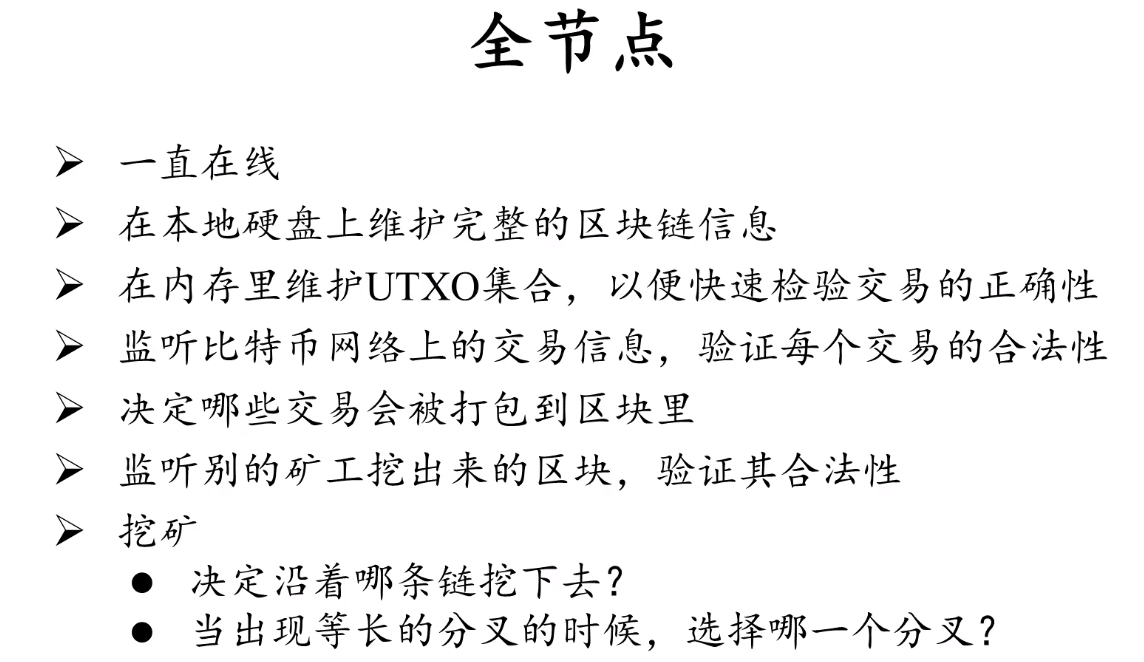 全节点
一直在线
在本地硬盘上维护完整的区块链信息
在内存里维护UTXO集合，以便快速检验交易的正确性
监听比特币网络上的交易信息，验证每个交易的合法性
决定哪些交易会被打包到区块里
监听别的矿工挖出来的区块，验证其合法性
挖矿
决定沿着哪条链挖下去？
当出现等长的分叉的时候，选择哪一个分叉？